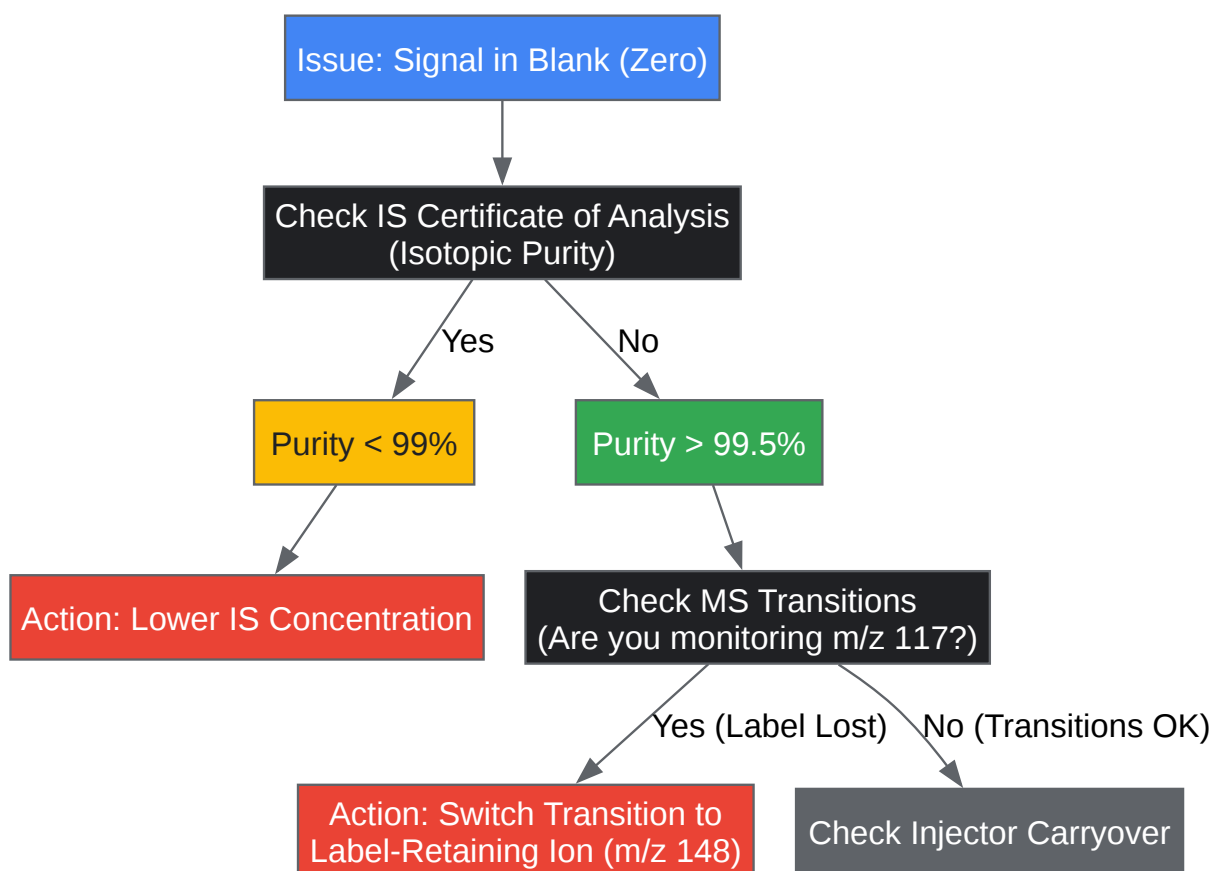 Issue: Signal in Blank (Zero)
Check IS Certificate of Analysis
(Isotopic Purity)
Yes
No
Purity < 99%
Purity > 99.5%
Action: Lower IS Concentration
Check MS Transitions
(Are you monitoring m/z 117?)
Yes (Label Lost)
No (Transitions OK)
Action: Switch Transition to
Label-Retaining Ion (m/z 148)
Check Injector Carryover